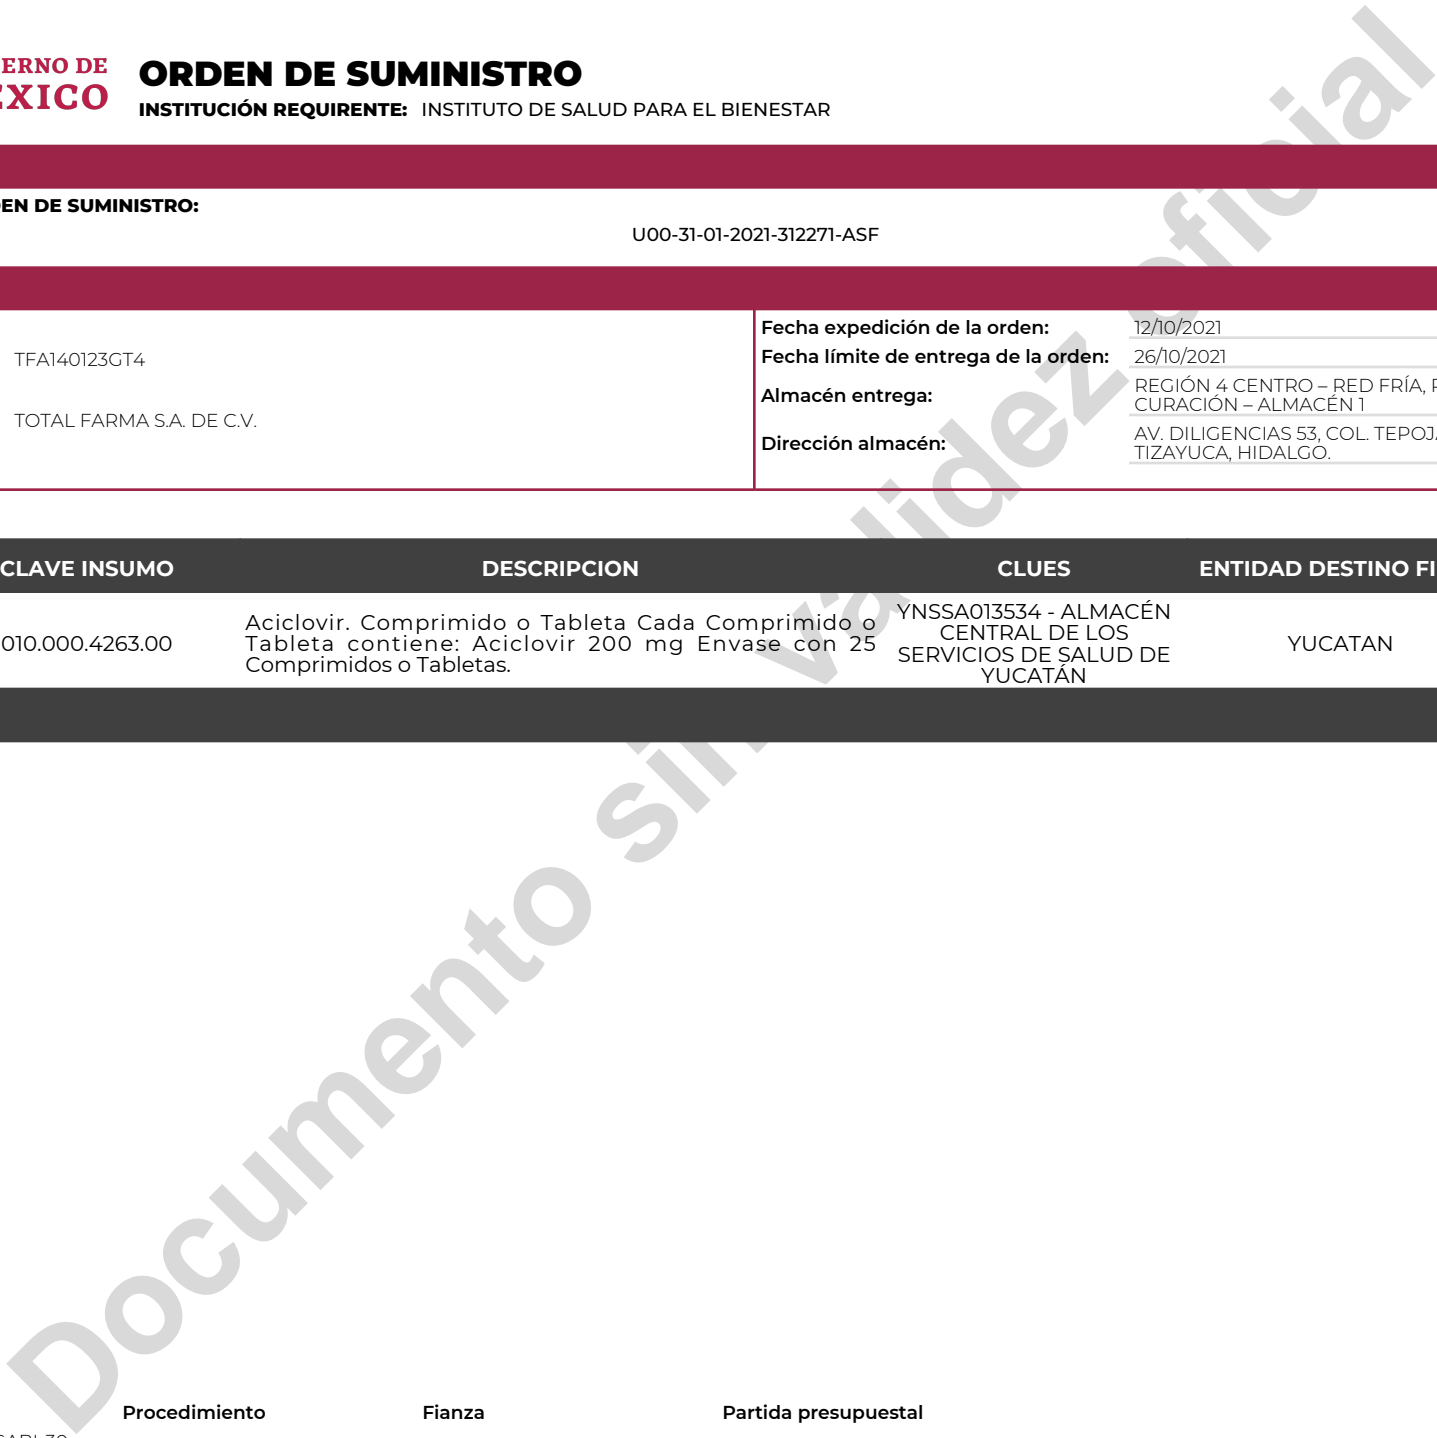 ERNO DE
ÉXICO
ORDEN DE SUMINISTRO
INSTITUCIÓN REQUIRENTE: INSTITUTO DE SALUD PARA EL BIENESTAR
EN DE SUMINISTRO:
U00-31-01-2021-312271-ASF
TFA140123GT4
TOTAL FARMA S.A. DE C.V.
Fecha expedición de la orden: 12/10/2021
Fecha límite de entrega de la orden: 26/10/2021
Almacén entrega: REGIÓN 4 CENTRO – RED FRÍA,
CURACIÓN – ALMACÉN 1
Dirección almacén: AV. DILIGENCIAS 53, COL. TEPOJ
TIZAYUCA, HIDALGO.
CLAVE INSUMO DESCRIPCION CLUES ENTIDAD DESTINO FI
010.000.4263.00
Aciclovir. Comprimido o Tableta Cada Comprimido o
Tableta contiene: Aciclovir 200 mg Envase con 25
Comprimidos o Tabletas.
YNSSA013534 - ALMACÉN
CENTRAL DE LOS
SERVICIOS DE SALUD DE
YUCATÁN
YUCATAN
Documento sin validez oficial
Procedimiento Fianza Partida presupuestal